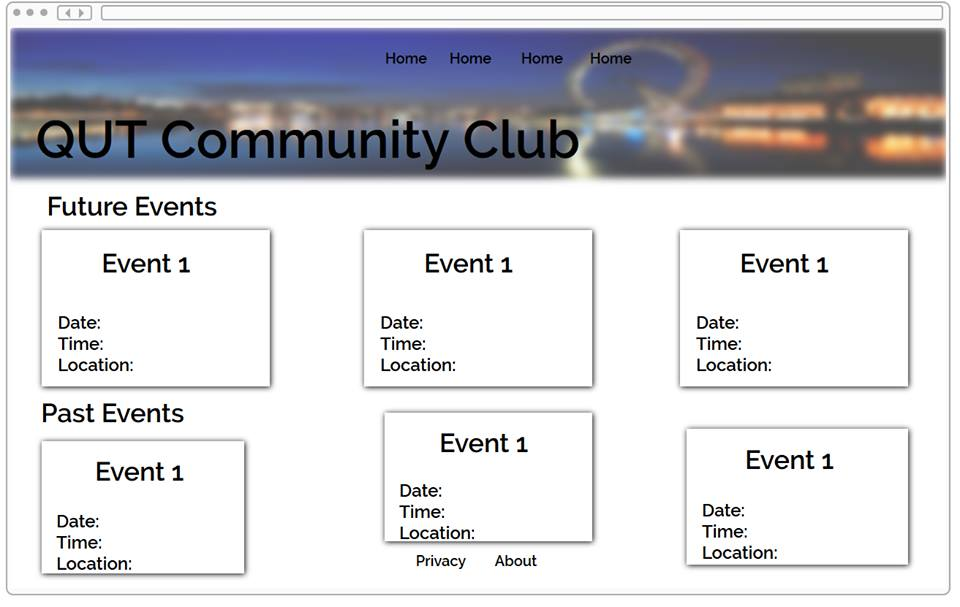 Home Home Home Home
QUT Community Club
Future Events
Event 1
Date:
Time:
Location:
Event 1
Date:
Time:
Location:
Event 1
Date:
Time:
Location:
Past Events
Event 1
Date:
Time:
Location:
Event 1
Date:
Time:
Location:
Event 1
Date:
Time:
Location:
Privacy About